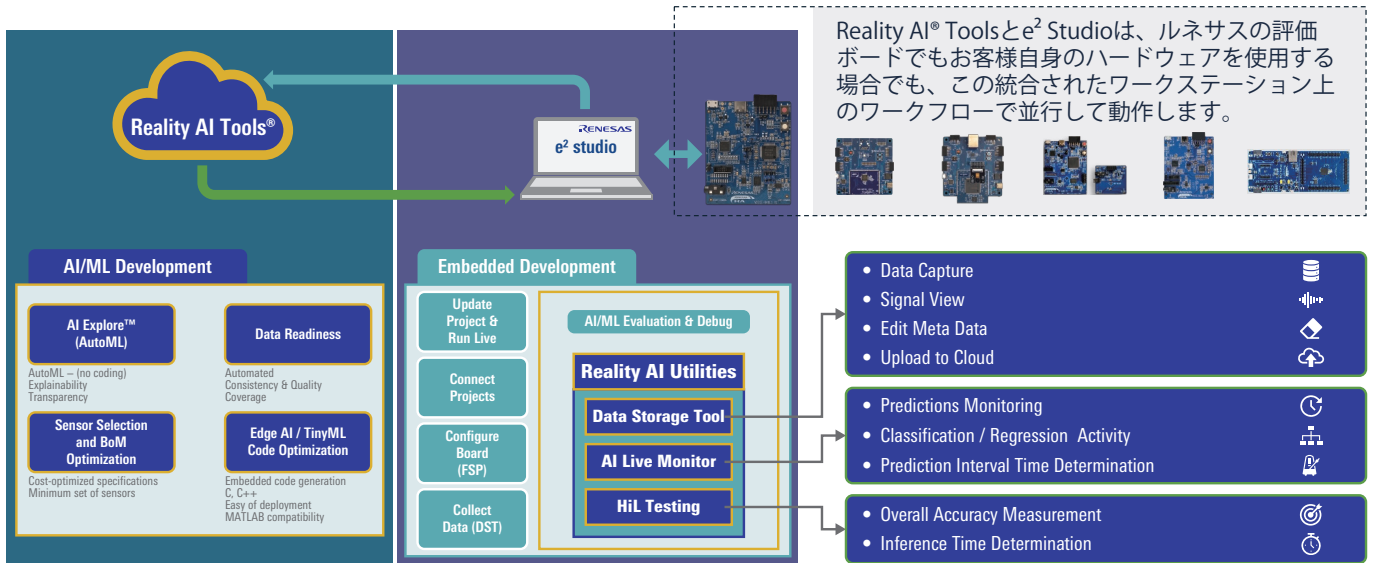 Reality AI® Toolsとe² Studioは、ルネサスの評価
ボードでもお客様自身のハードウェアを使用する
場合でも、この統合されたワークステーション上
のワークフローで並行して動作します。
Reality AI Tools®
RENESAS
e² studio
AI/ML Development
AI Explore™
(AutoML)
AutoML – (no coding)
Explainability
Transparency
Data Readiness
Automated
Consistency & Quality
Coverage
Sensor Selection
and BoM
Optimization
Cost-optimized specifications
Minimum set of sensors
Edge AI / TinyML
Code Optimization
Embedded code generation
C, C++
Easy of deployment
MATLAB compatibility
Embedded Development
Update
Project &
Run Live
Connect
Projects
Configure
Board
(FSP)
Collect
Data (DST)
AI/ML Evaluation & Debug
Reality AI Utilities
Data Storage Tool
AI Live Monitor
HiL Testing
• Data Capture
• Signal View
• Edit Meta Data
• Upload to Cloud
• Predictions Monitoring
• Classification / Regression Activity
• Prediction Interval Time Determination
• Overall Accuracy Measurement
• Inference Time Determination